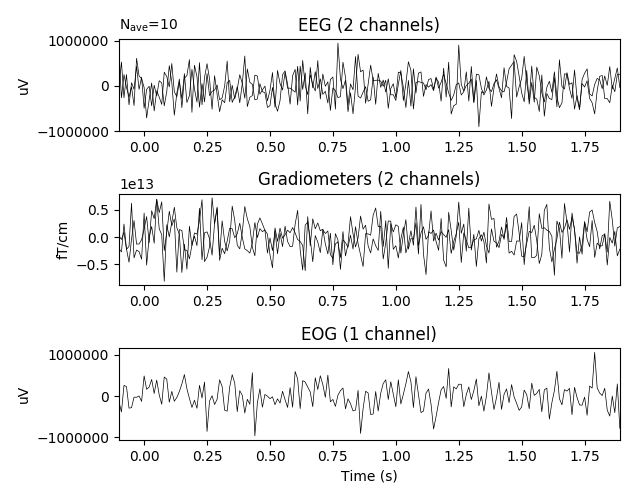 N_ave=10
EEG (2 channels)
1000000
0
−1000000
uV
0.00 0.25 0.50 0.75 1.00 1.25 1.50 1.75
1e13
Gradiometers (2 channels)
0.5
0.0
−0.5
fT/cm
0.00 0.25 0.50 0.75 1.00 1.25 1.50 1.75
EOG (1 channel)
1000000
0
−1000000
uV
0.00 0.25 0.50 0.75 1.00 1.25 1.50 1.75
Time (s)